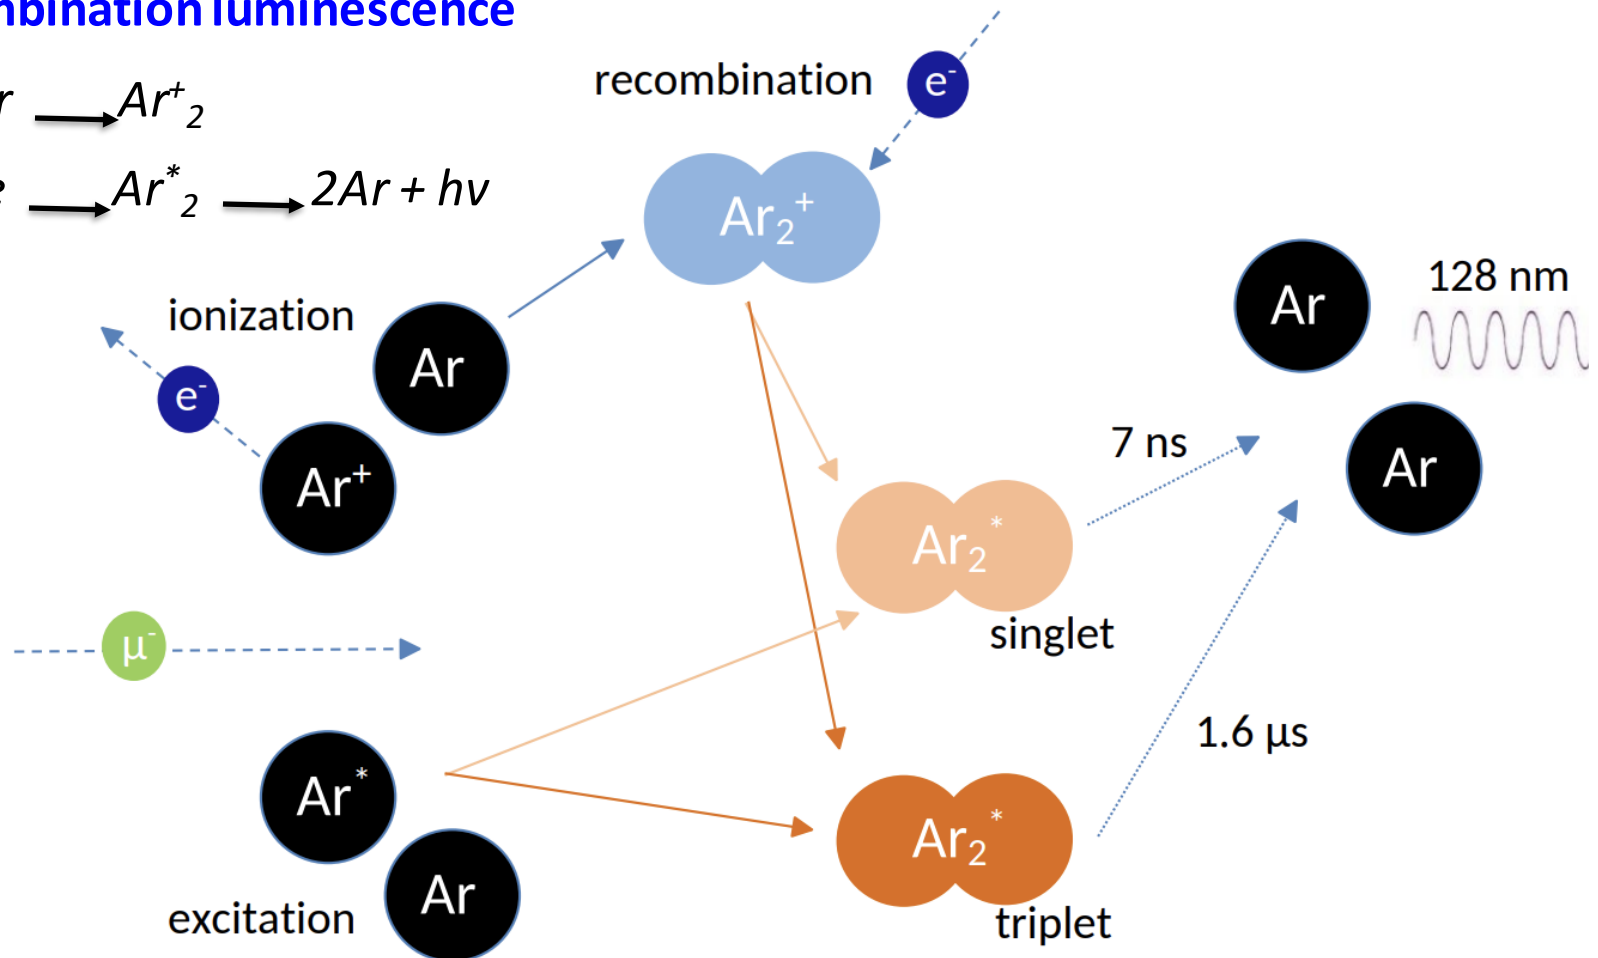 luminescence
Ar⁺₂
Ar*₂ 2Ar + hν
recombination e⁻
Ar₂⁺
ionization
Ar
e⁻
Ar⁺
Ar 128 nm
7 ns
Ar
Ar₂*
singlet
μ⁻
1.6 μs
Ar*
Ar
excitation
Ar₂*
triplet